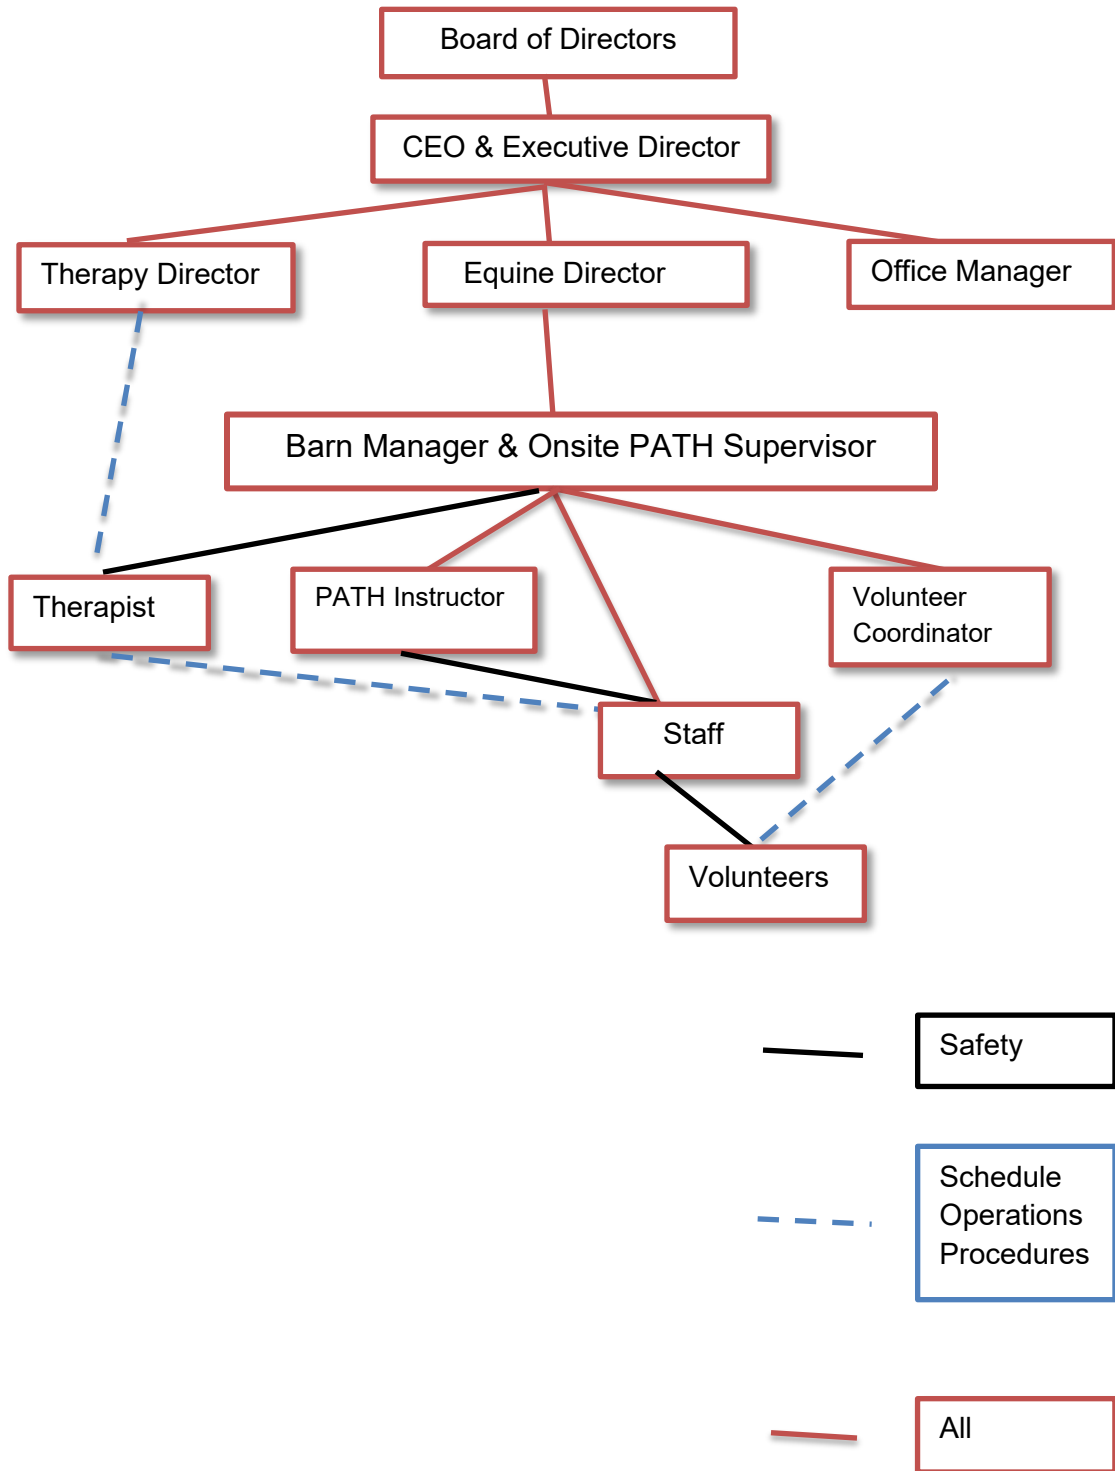 Board of Directors
CEO & Executive Director
Therapy Director
Equine Director
Office Manager
Barn Manager & Onsite PATH Supervisor
Therapist
PATH Instructor
Volunteer
Coordinator
Staff
Volunteers
Safety
Schedule
Operations
Procedures
All